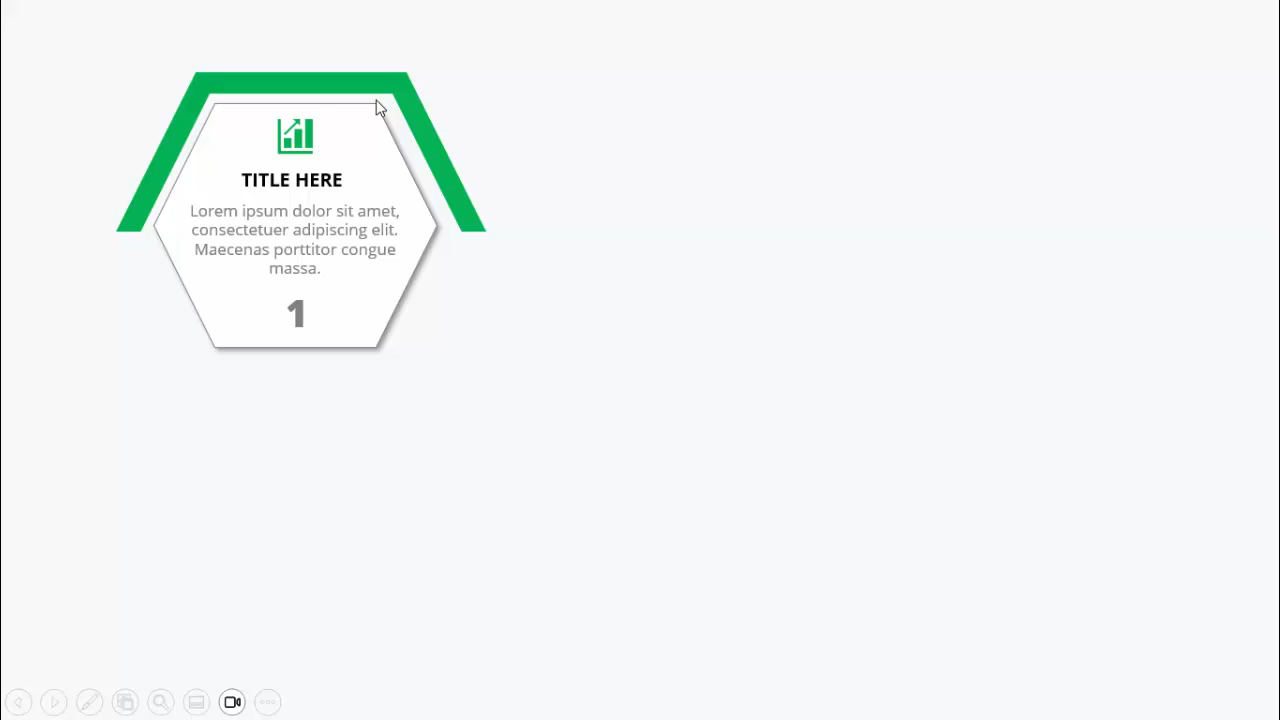 TITLE HERE
Lorem ipsum dolor sit amet,
consectetuer adipiscing elit.
Maecenas porttitor congue
massa.
1